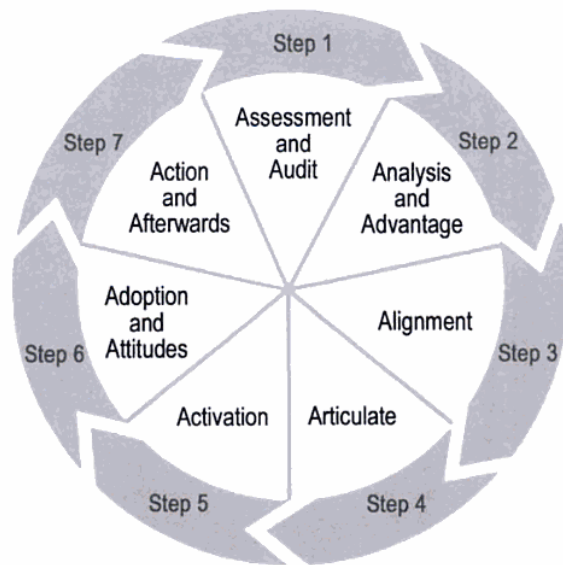 Step 1
Assessment
and
Audit
Step 2
Analysis
and
Advantage
Step 3
Alignment
Step 4
Articulate
Step 5
Activation
Step 6
Adoption
and
Attitudes
Step 7
Action
and
Afterwards